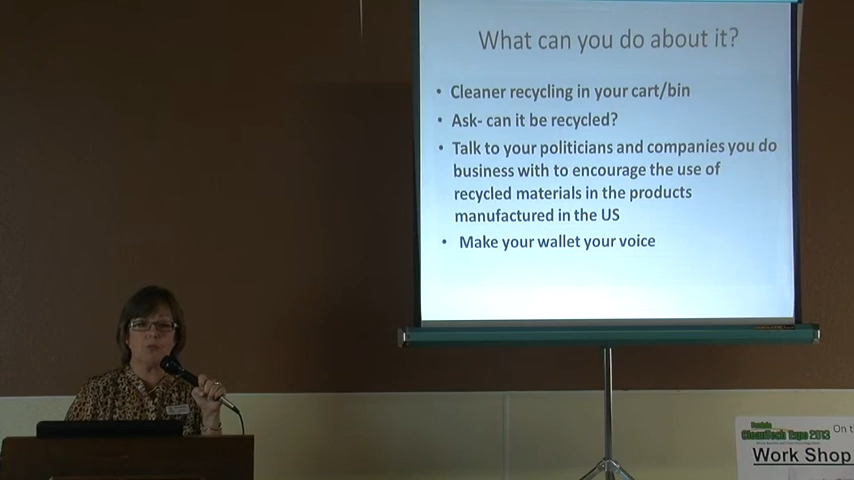 What can you do about it?
• Cleaner recycling in your cart/bin
• Ask- can it be recycled?
• Talk to your politicians and companies you do
business with to encourage the use of
recycled materials in the products
manufactured in the US
• Make your wallet your voice
CleanTech Expo 2013
On t
Work Shop